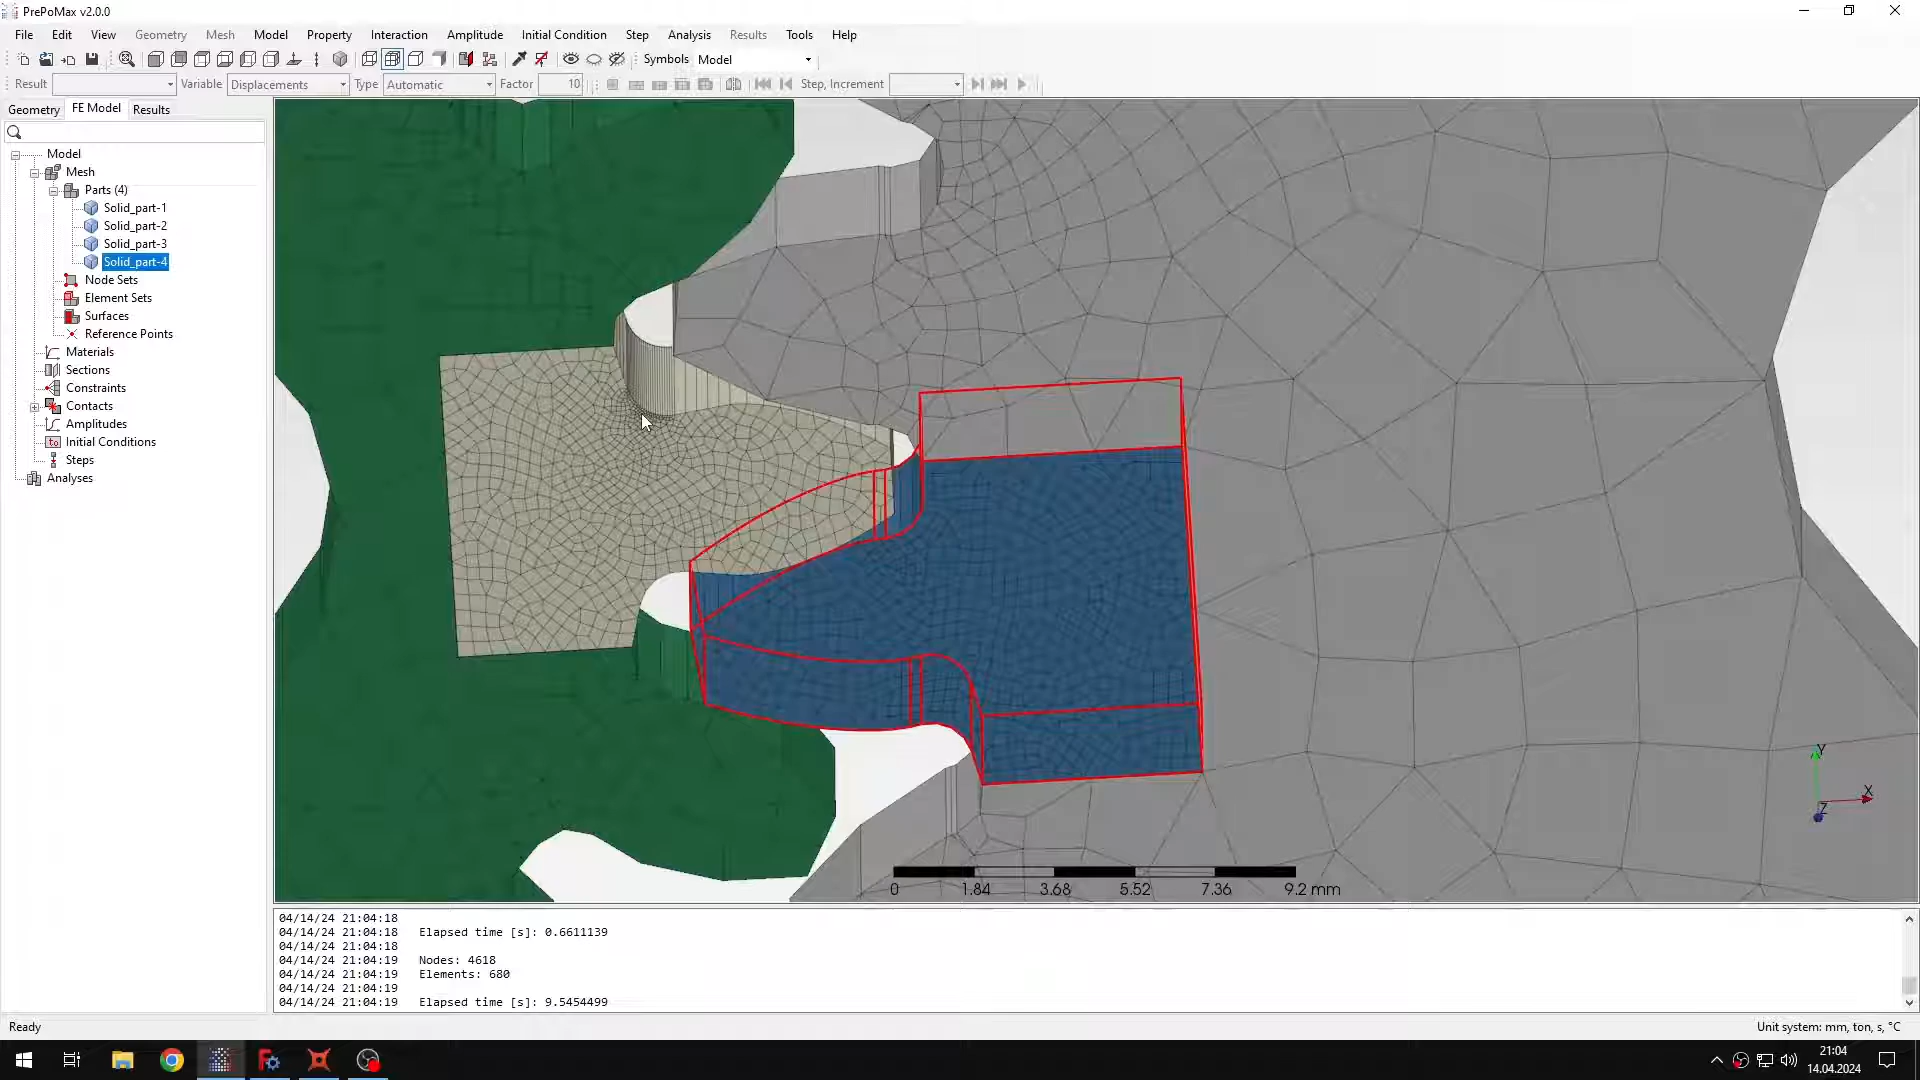 PrePoMax v2.0.0
File Edit View Geometry Mesh Model Property Interaction Amplitude Initial Condition Step Analysis Results Tools Help
Symbols Model
Result Variable Displacements Type Automatic Factor 10 Step, Increment
Geometry FE Model Results
Model
Mesh
Parts (4)
Solid_part-1
Solid_part-2
Solid_part-3
Solid_part-4
Node Sets
Element Sets
Surfaces
Reference Points
Materials
Sections
Constraints
Contacts
Amplitudes
Initial Conditions
Steps
Analyses
Y
X
Z
0 1.84 3.68 5.52 7.36 9.2 mm
04/14/24 21:04:18
04/14/24 21:04:18 Elapsed time [s]: 0.6611139
04/14/24 21:04:18
04/14/24 21:04:19 Nodes: 4618
04/14/24 21:04:19 Elements: 680
04/14/24 21:04:19
04/14/24 21:04:19 Elapsed time [s]: 9.5454499
Ready Unit system: mm, ton, s, °C
21:04
14.04.2024